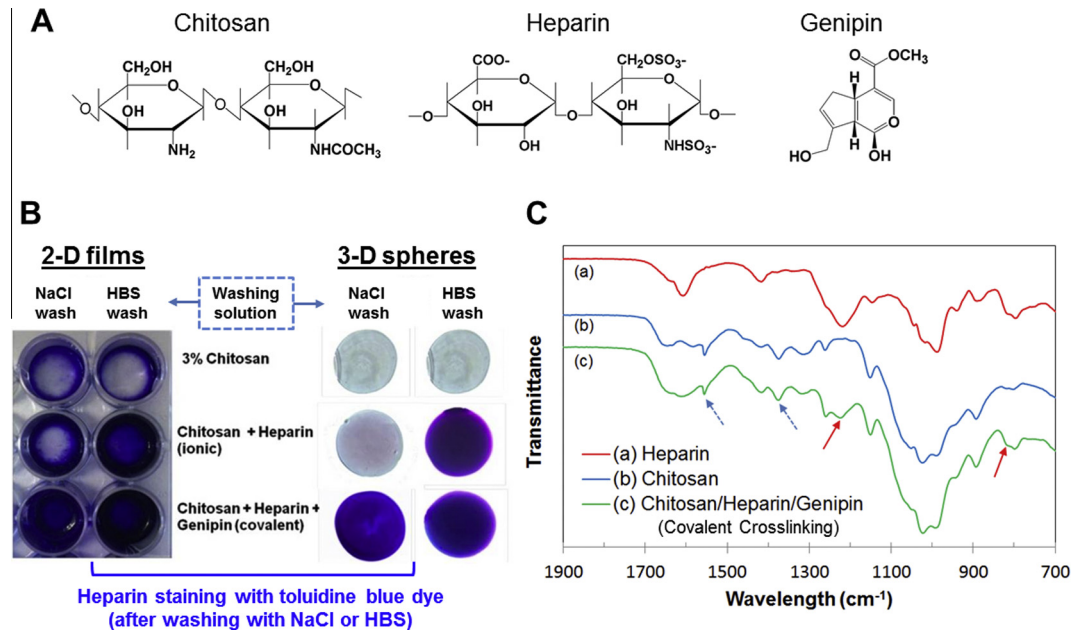 A
Chitosan
Heparin
Genipin
CH2OH
O
OH
NH2
O
CH2OH
O
OH
NHCOCH3
O
COO-
O
OH
OH
O
CH2OSO3-
O
OH
NHSO3-
O
O
O
OCH3
H
O
H
HO
OH
B
2-D films
3-D spheres
NaCl wash
HBS wash
Washing solution
NaCl wash
HBS wash
3% Chitosan
Chitosan + Heparin (ionic)
Chitosan + Heparin + Genipin (covalent)
Heparin staining with toluidine blue dye
(after washing with NaCl or HBS)
C
Transmittance
(a)
(b)
(c)
(a) Heparin
(b) Chitosan
(c) Chitosan/Heparin/Genipin
(Covalent Crosslinking)
1900 1700 1500 1300 1100 900 700
Wavelength (cm-1)